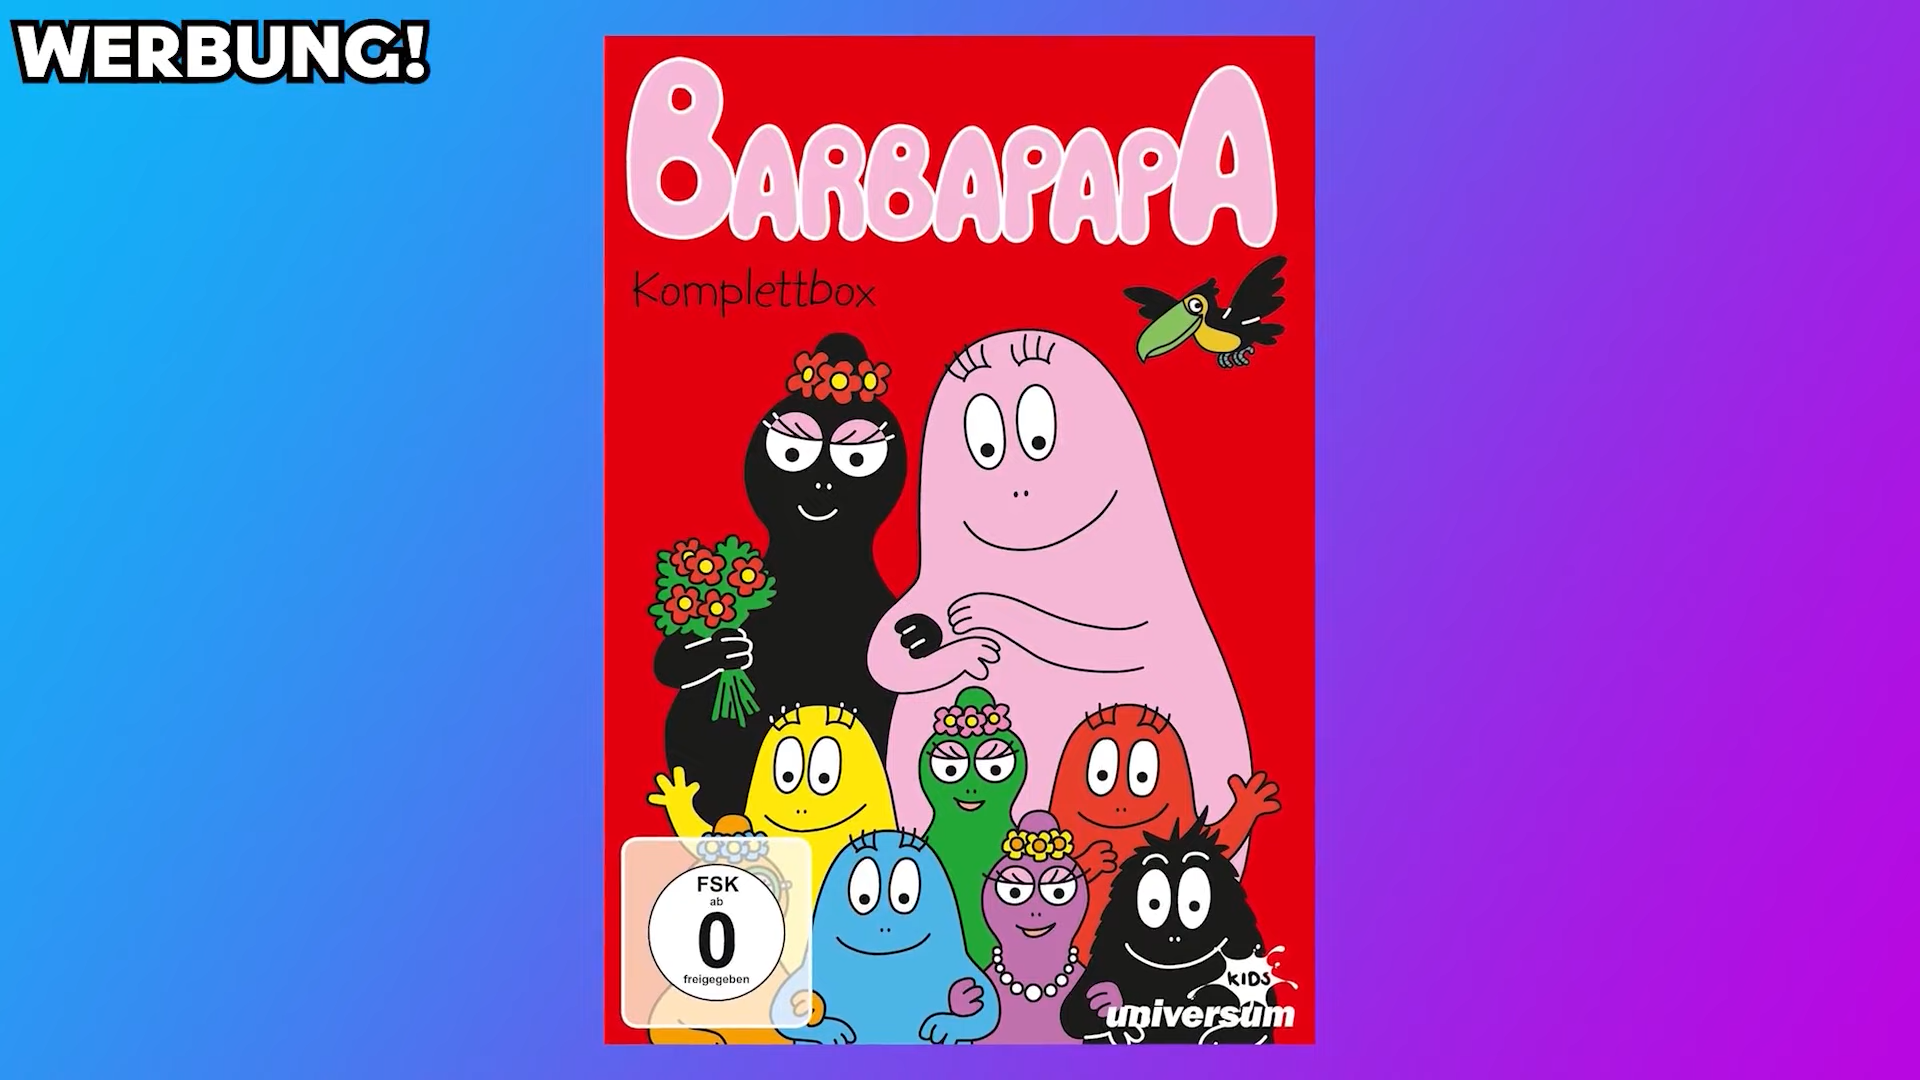 WERBUNG!
BARBAPAPA
Komplettbox
FSK
ab
0
freigegeben
KIDS
universum